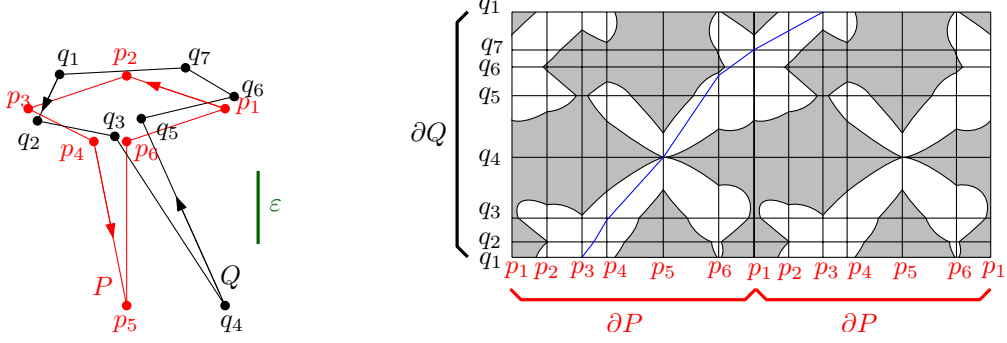 q1
q7
p2
q1
q7
p3
q6
p1
q6
q3
q5
q5
q2
p4
p6
∂Q
q4
ε
q3
P
Q
q2
q1
p5
q4
p1 p2 p3 p4 p5 p6 p1 p2 p3 p4 p5 p6 p1
∂P ∂P